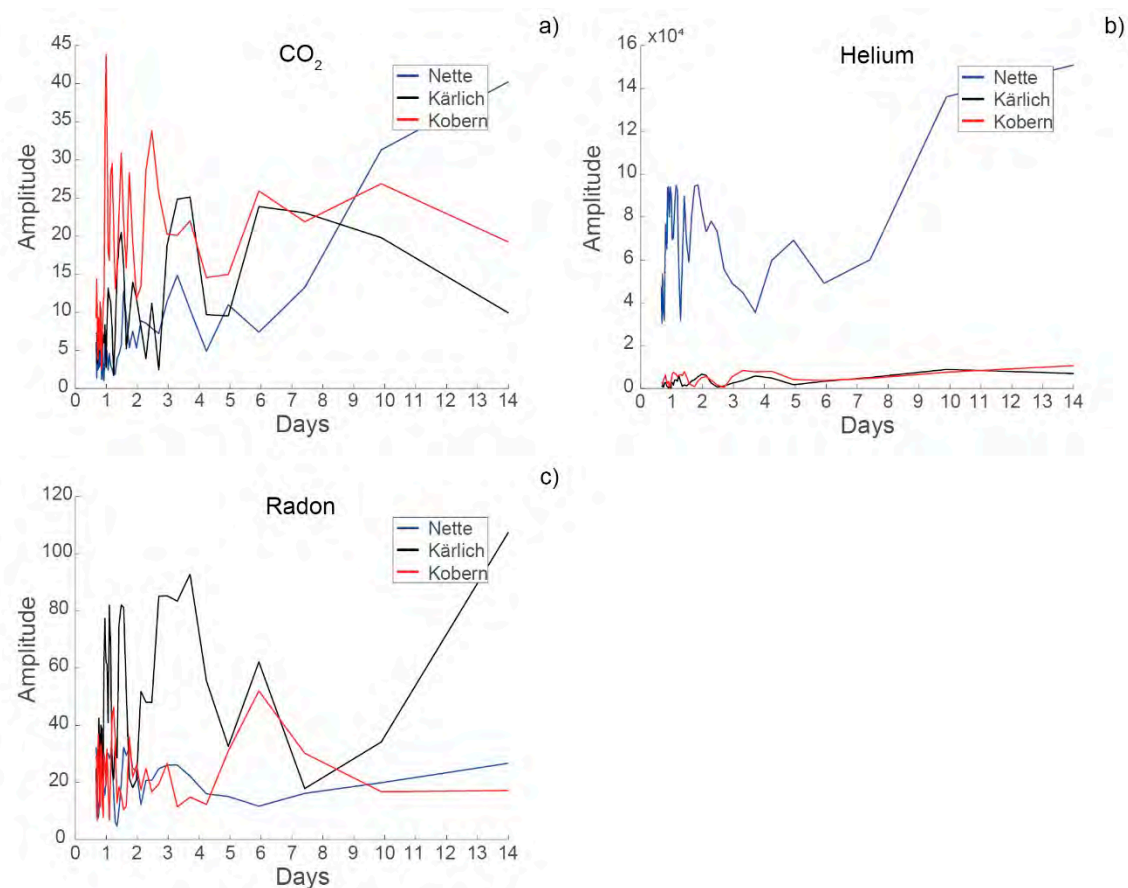 a)
CO₂
Nette
Kärlich
Kobern
Amplitude
45
40
35
30
25
20
15
10
5
0
0 1 2 3 4 5 6 7 8 9 10 11 12 13 14
Days
b)
×10⁴
Helium
Nette
Kärlich
Kobern
Amplitude
16
14
12
10
8
6
4
2
0
0 1 2 3 4 5 6 7 8 9 10 11 12 13 14
Days
c)
Radon
Nette
Kärlich
Kobern
Amplitude
120
100
80
60
40
20
0
0 1 2 3 4 5 6 7 8 9 10 11 12 13 14
Days